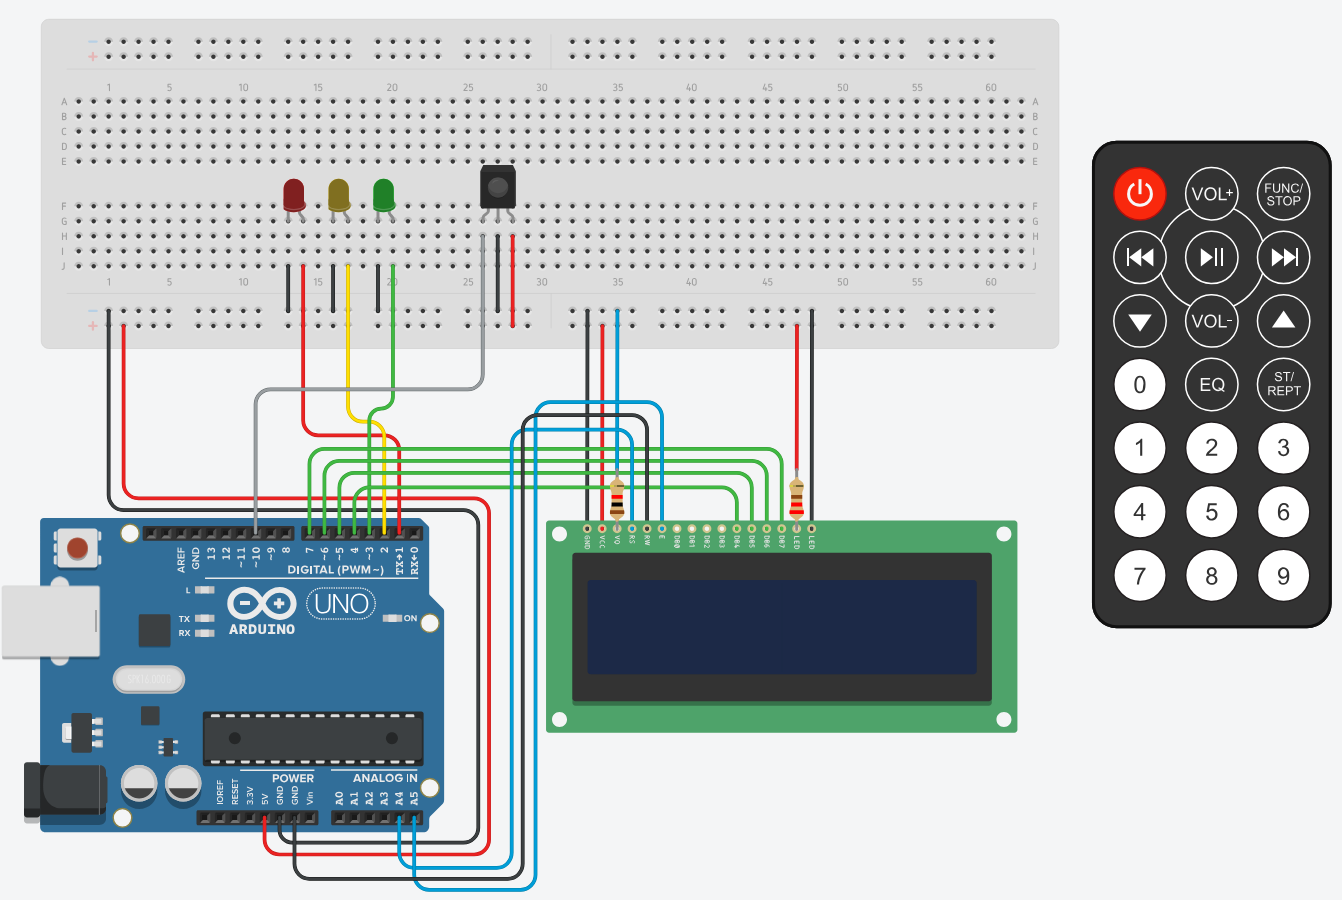 1 5 10 15 20 25 30 35 40 45 50 55 60
A A
B B
C C
D D
E E
F F
G G
H H
I I
J J
1 5 10 15 20 25 30 35 40 45 50 55 60
VOL+
FUNC/
STOP
VOL-
0
EQ
ST/
REPT
1 2 3
4 5 6
7 8 9
AREF
GND
13
12
~11
~10
~9
8
7
~6
~5
4
~3
2
TX→1
RX←0
DIGITAL (PWM~)
L
TX
RX
ARDUINO
UNO
ON
POWER
ANALOG IN
IOREF
RESET
3.3V
5V
GND
GND
Vin
A0
A1
A2
A3
A4
A5
GND
VCC
VO
RS
RW
E
DB0
DB1
DB2
DB3
DB4
DB5
DB6
DB7
LED
LED